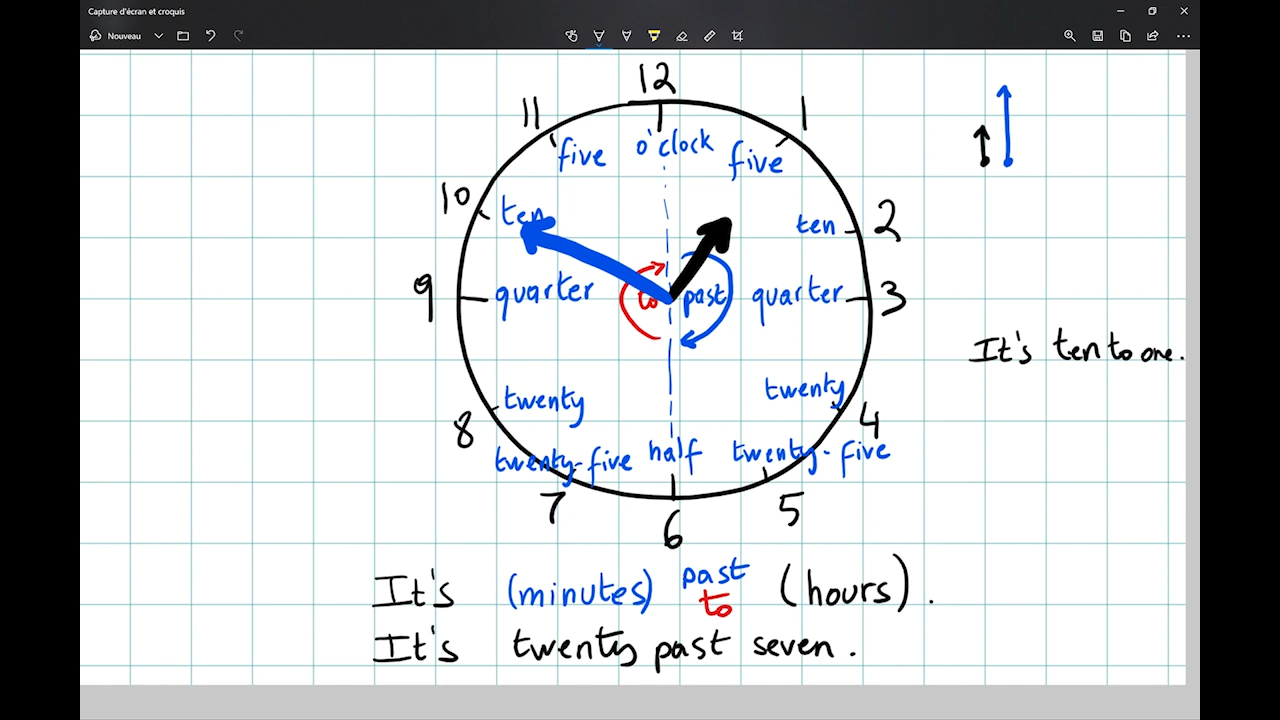 Capture d'écran et croquis
Nouveau
12
11
1
five
o'clock
five
10
ten
ten
2
9
quarter
to
past
quarter
3
It's ten to one.
twenty
twenty
8
4
twenty-five
half
twenty-five
7
5
6
It's (minutes) past (hours).
to
It's twenty past seven.